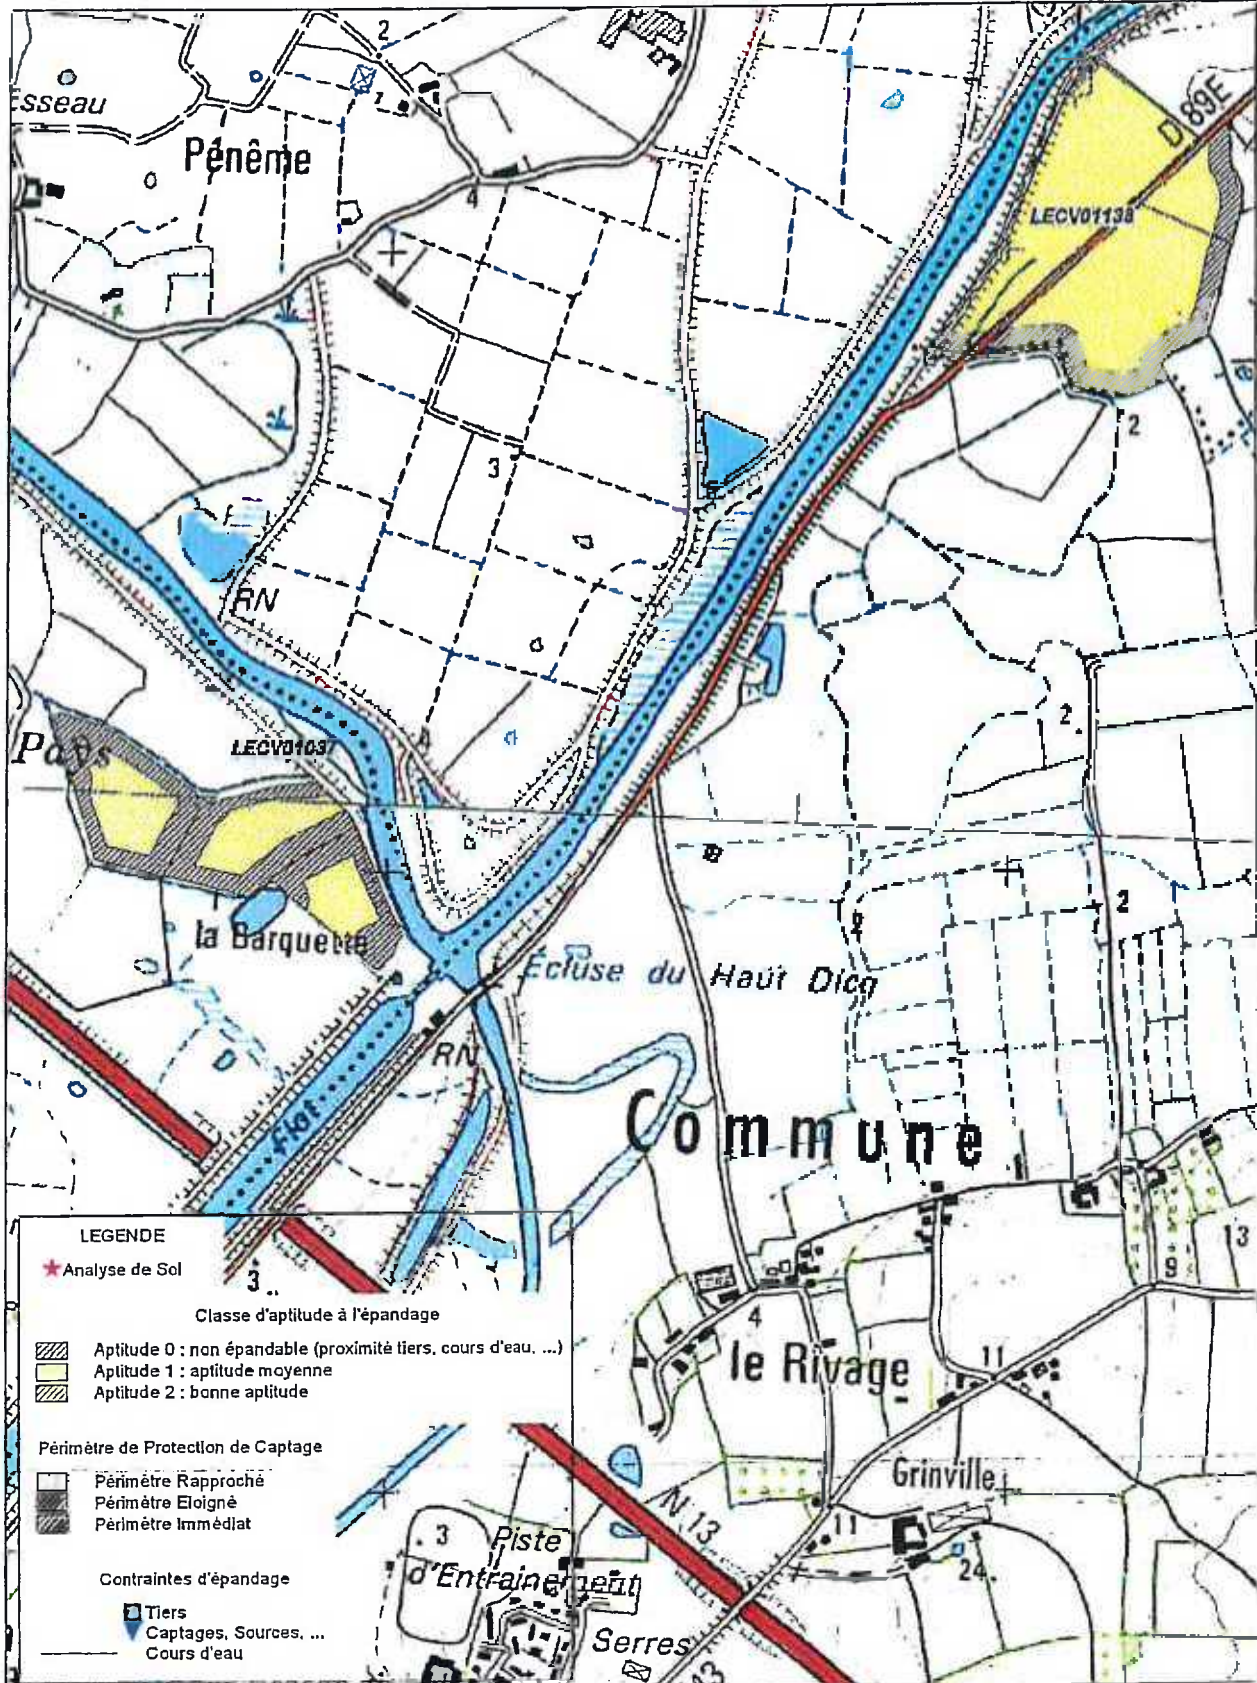 2
Esseau
Pénême
4
D 89E
LECV01138
2
3
RN
2
Pays
LECV0103
2
2
la Barquette
Ecluse du Haut Dicq
RN
Flot
Commune
3
4
le Rivage
11
9
13
Grinville
11
24
N 13
3
Piste
d'Entrainement
Serres
13
LEGENDE
Analyse de Sol
Classe d'aptitude à l'épandage
Aptitude 0 : non épandable (proximité tiers, cours d'eau, ...)
Aptitude 1 : aptitude moyenne
Aptitude 2 : bonne aptitude
Périmètre de Protection de Captage
Périmètre Rapproché
Périmètre Eloigné
Périmètre Immédiat
Contraintes d'épandage
Tiers
Captages, Sources, ...
Cours d'eau